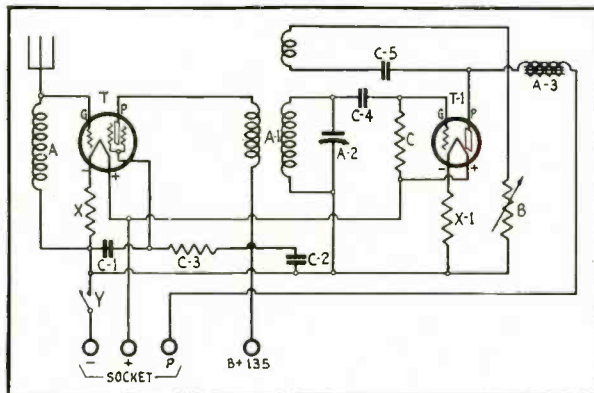 C-5
A-3
T
G
P
A
A-1
C-4
A-2
C
T-1
G
P
- +
- +
X
X-1
B
C-1
C-3
C-2
Y
- + P B+135
SOCKET